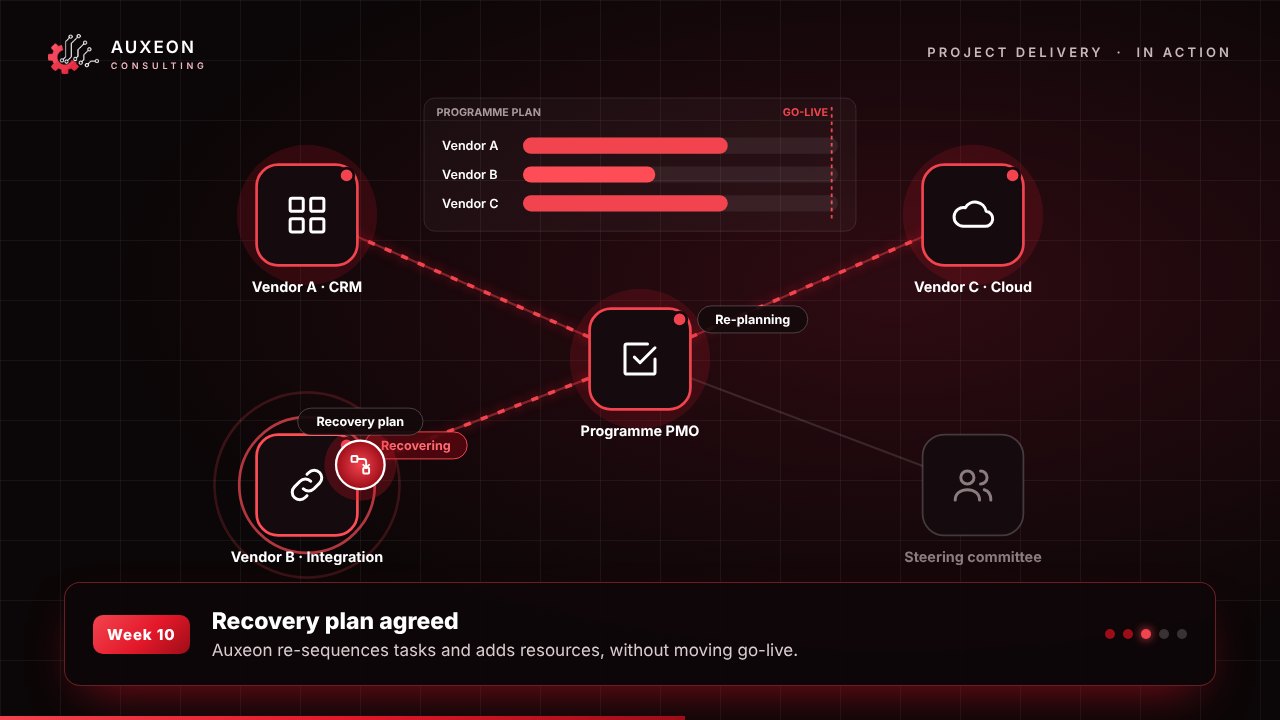 AUXEON
CONSULTING
PROJECT DELIVERY · IN ACTION
PROGRAMME PLAN
GO-LIVE
Vendor A
Vendor B
Vendor C
Vendor A · CRM
Vendor C · Cloud
Re-planning
Programme PMO
Recovery plan
Recovering
Vendor B · Integration
Steering committee
Week 10
Recovery plan agreed
Auxeon re-sequences tasks and adds resources, without moving go-live.